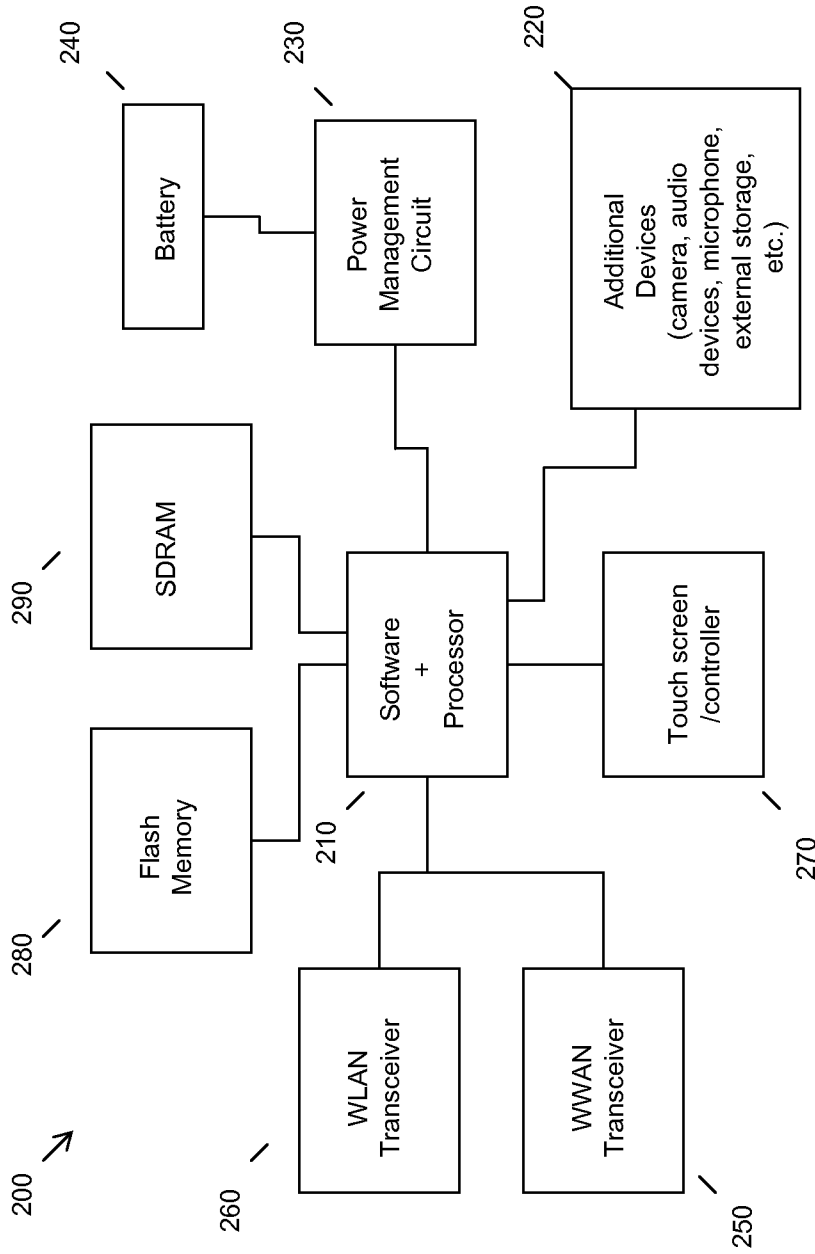 200
280
Flash
Memory
290
SDRAM
240
Battery
230
Power
Management
Circuit
260
WLAN
Transceiver
210
Software
+
Processor
250
WWAN
Transceiver
270
Touch screen
/controller
220
Additional
Devices
(camera, audio
devices, microphone,
external storage,
etc.)